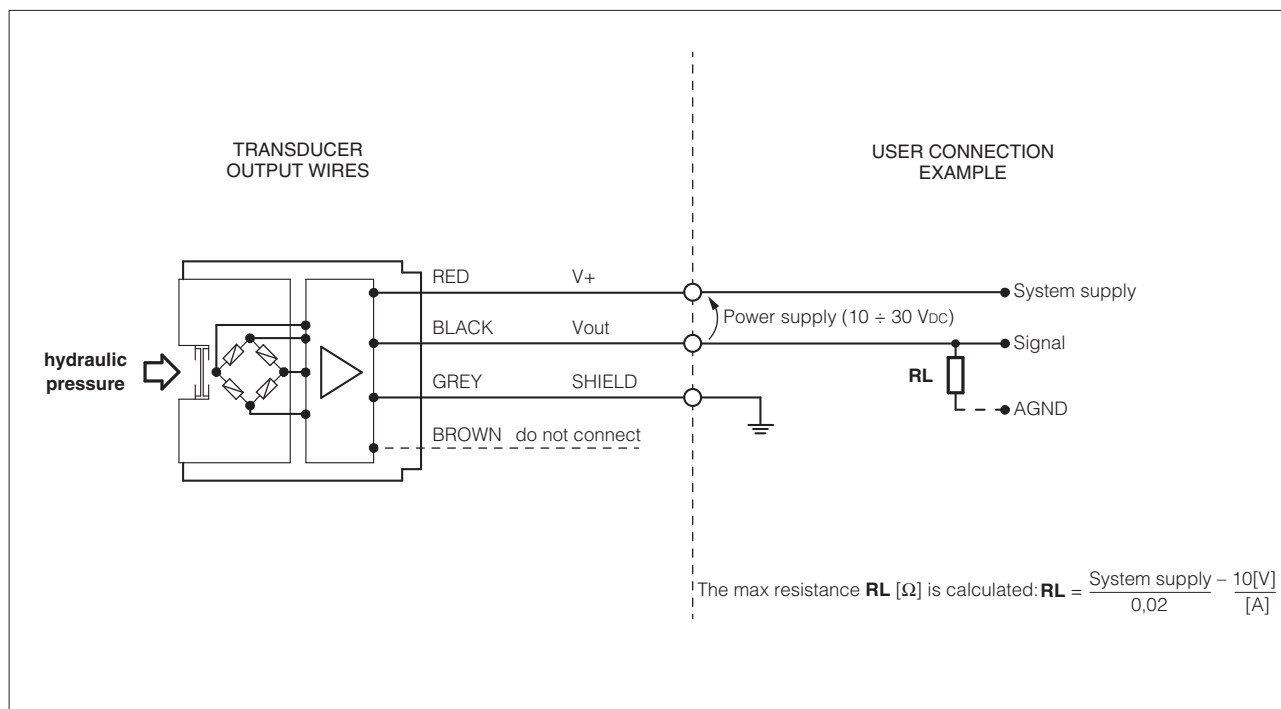 TRANSDUCER
OUTPUT WIRES
USER CONNECTION
EXAMPLE
hydraulic
pressure
RED V+
BLACK Vout
GREY SHIELD
BROWN do not connect
System supply
Power supply (10 ÷ 30 VDC)
Signal
RL
AGND
The max resistance RL [Ω] is calculated: RL = System supply – 10[V]
0,02 [A]